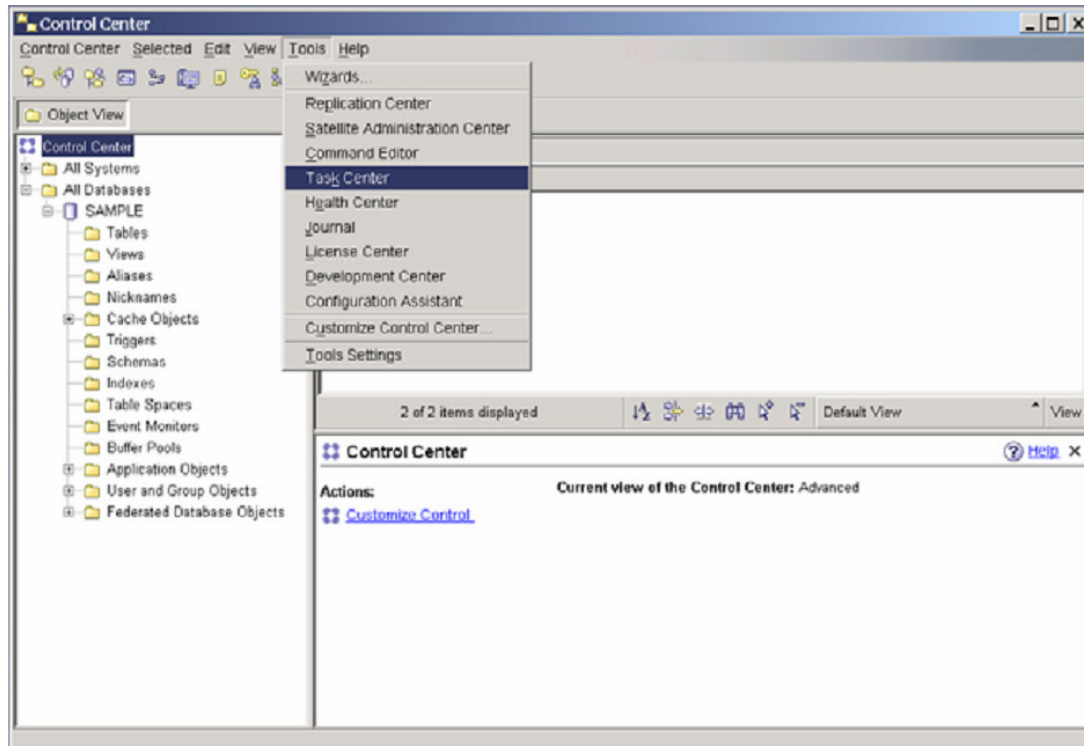 Control Center
Control Center Selected Edit View Tools Help
Object View
Wizards...
Replication Center
Satellite Administration Center
Command Editor
Task Center
Health Center
Journal
License Center
Development Center
Configuration Assistant
Customize Control Center...
Tools Settings
Control Center
All Systems
All Databases
SAMPLE
Tables
Views
Aliases
Nicknames
Cache Objects
Triggers
Schemas
Indexes
Table Spaces
Event Monitors
Buffer Pools
Application Objects
User and Group Objects
Federated Database Objects
2 of 2 items displayed Default View View
Control Center Help
Actions: Current view of the Control Center: Advanced
Customize Control